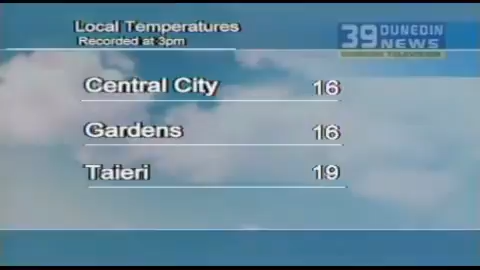 Local Temperatures
Recorded at 3pm
39 DUNEDIN NEWS
Central City 16
Gardens 16
Taieri 19